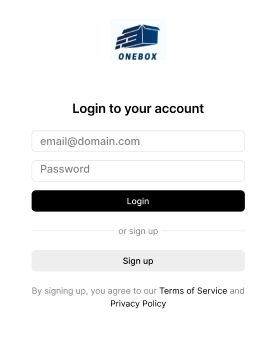 ONEBOX
Login to your account
email@domain.com
Password
Login
or sign up
Sign up
By signing up, you agree to our Terms of Service and
Privacy Policy